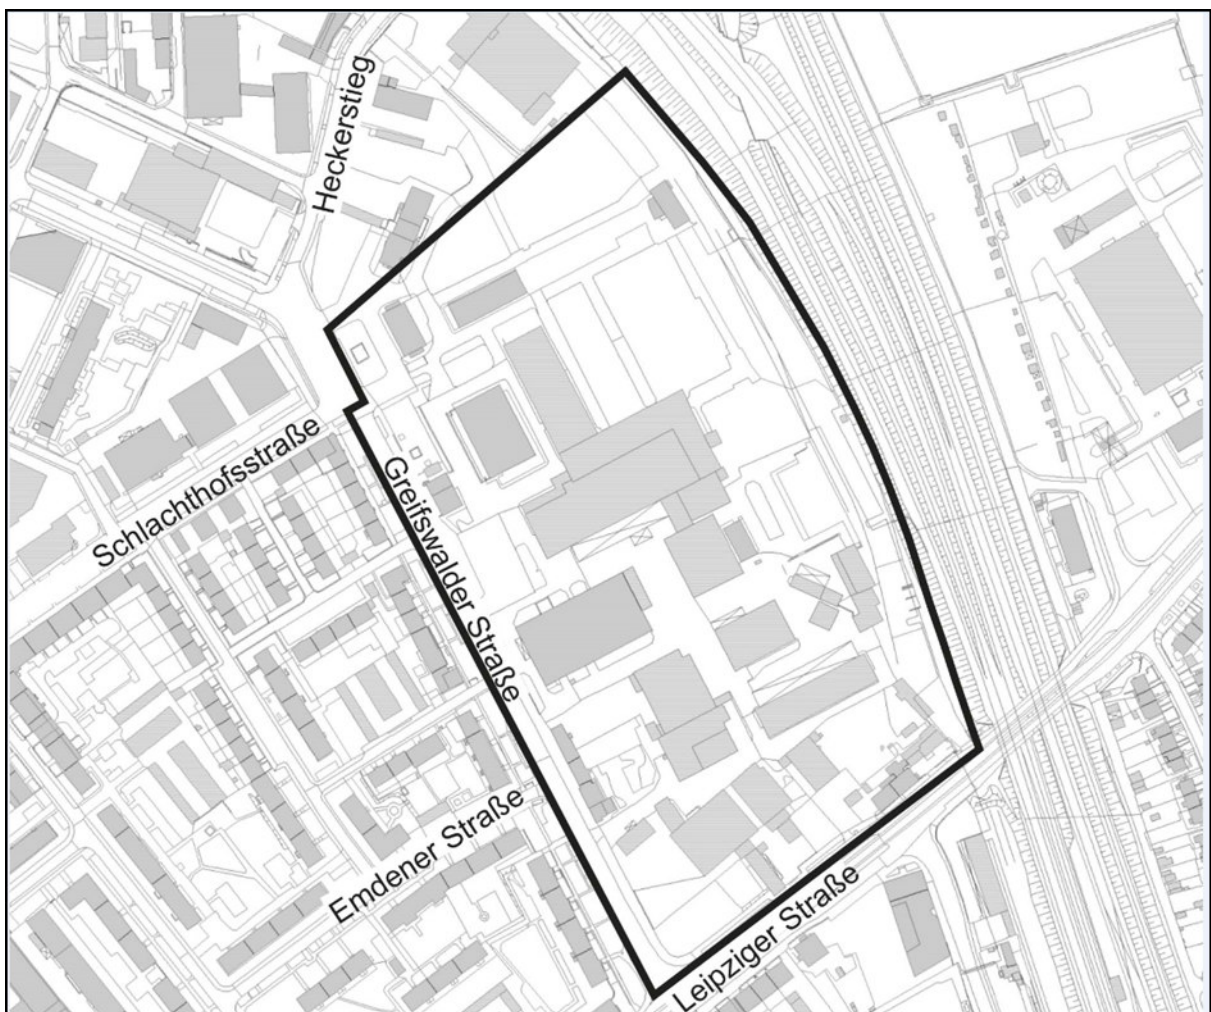 Heckerstieg
Schlachthofsstraße
Greifswalder Straße
Emdener Straße
Leipziger Straße